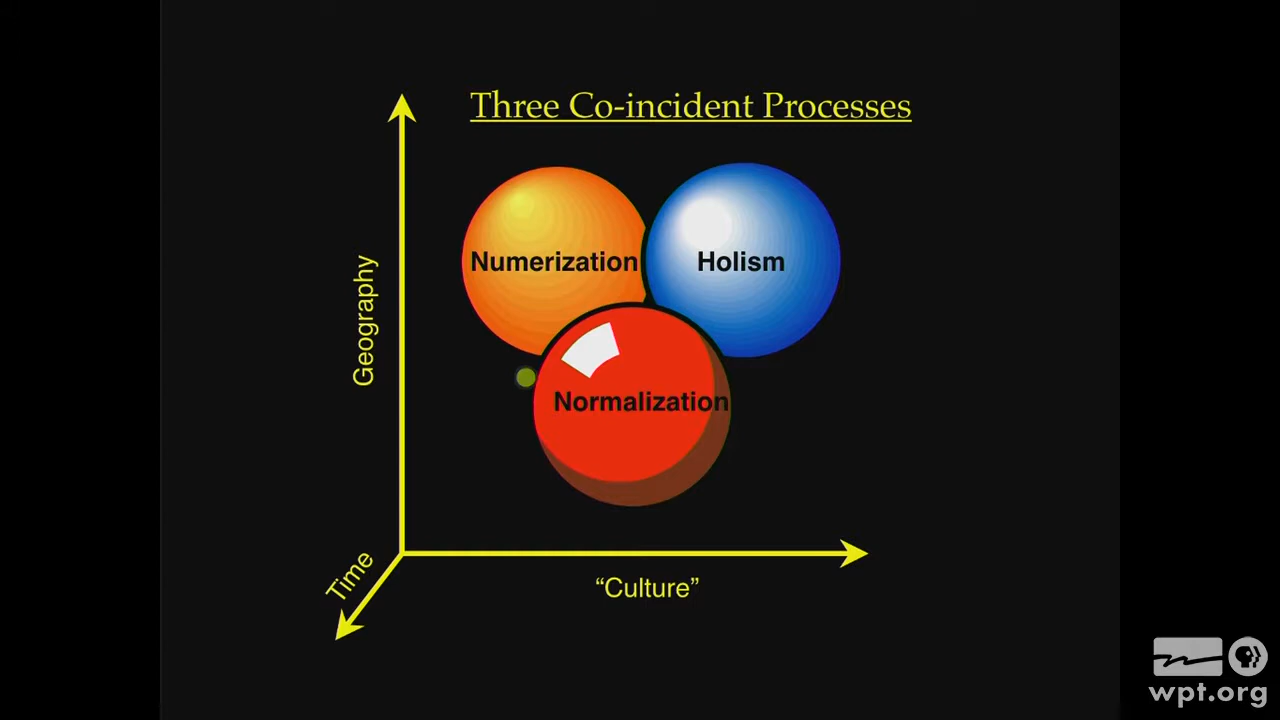 Three Co-incident Processes
Numerization
Holism
Geography
Normalization
Time
“Culture”
wpt.org